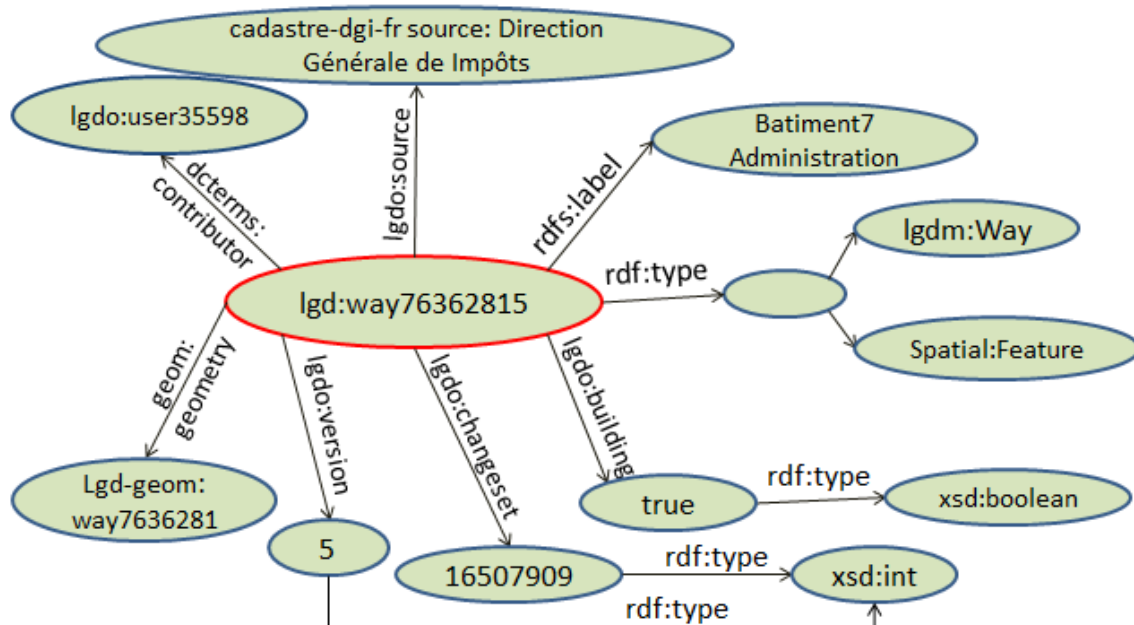 cadastre-dgi-fr source: Direction
Générale de Impôts
lgdo:user35598
lgdo:source
Batiment7
Administration
dcterms:
contributor
rdfs:label
lgdm:Way
lgd:way76362815
rdf:type
Spatial:Feature
geom:
geometry
lgdo:version
lgdo:changeset
lgdo:building
Lgd-geom:
way7636281
true
rdf:type
xsd:boolean
5
16507909
rdf:type
xsd:int
rdf:type